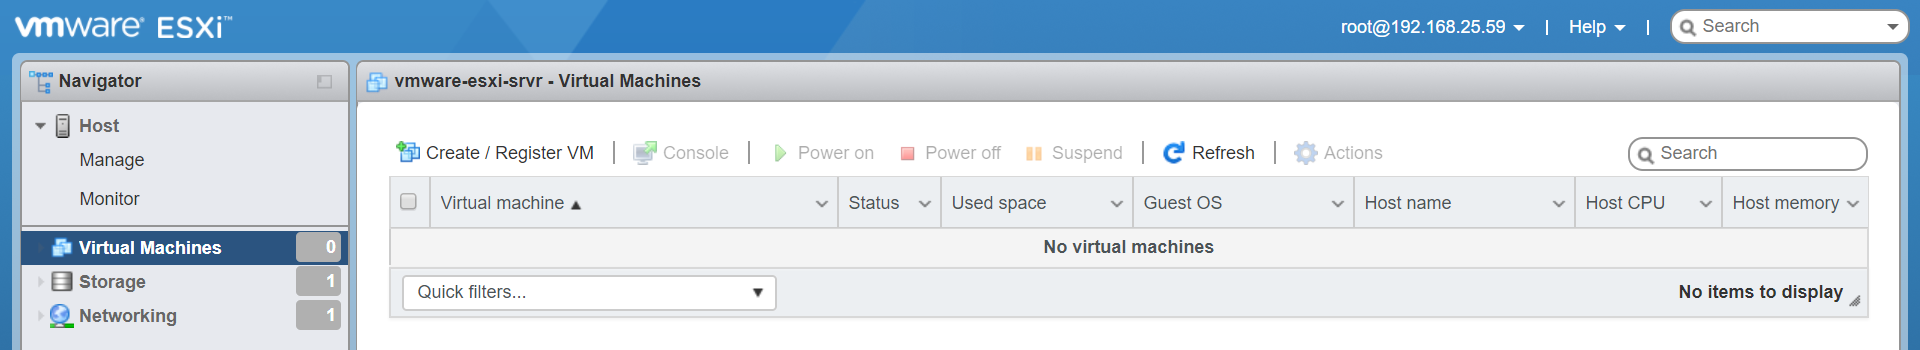 vmware® ESXi™
root@192.168.25.59 | Help | Search
Navigator
vmware-esxi-srvr - Virtual Machines
Host
Manage
Monitor
Virtual Machines 0
Storage 1
Networking 1
Create / Register VM | Console | Power on Power off Suspend | Refresh | Actions Search
Virtual machine Status Used space Guest OS Host name Host CPU Host memory
No virtual machines
Quick filters... No items to display